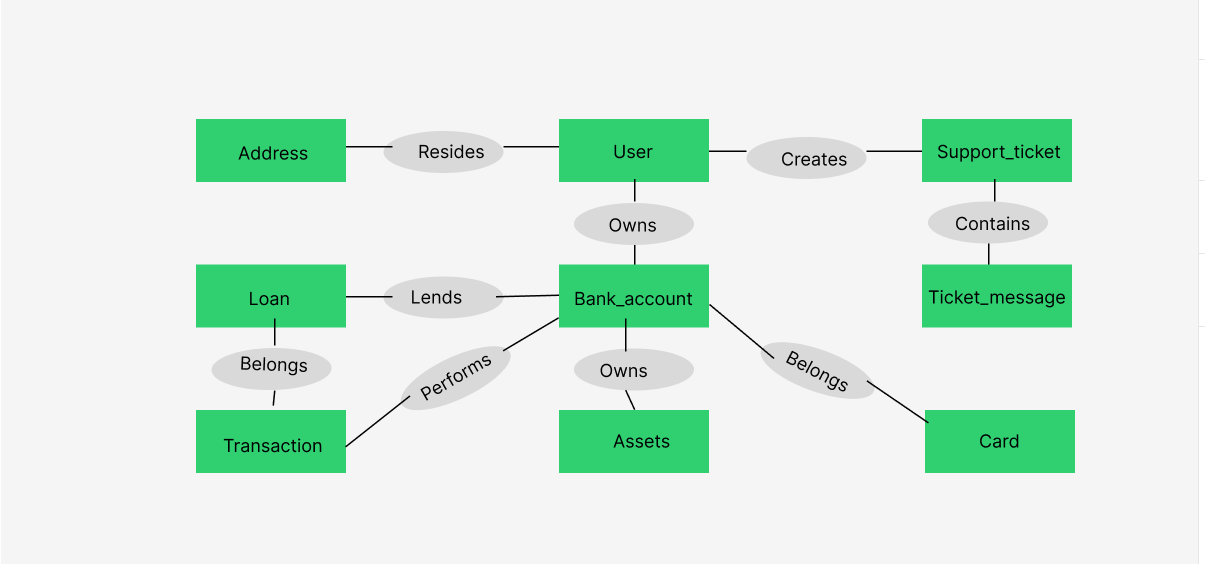 Address
Resides
User
Creates
Support_ticket
Owns
Contains
Loan
Lends
Bank_account
Ticket_message
Belongs
Performs
Owns
Belongs
Transaction
Assets
Card